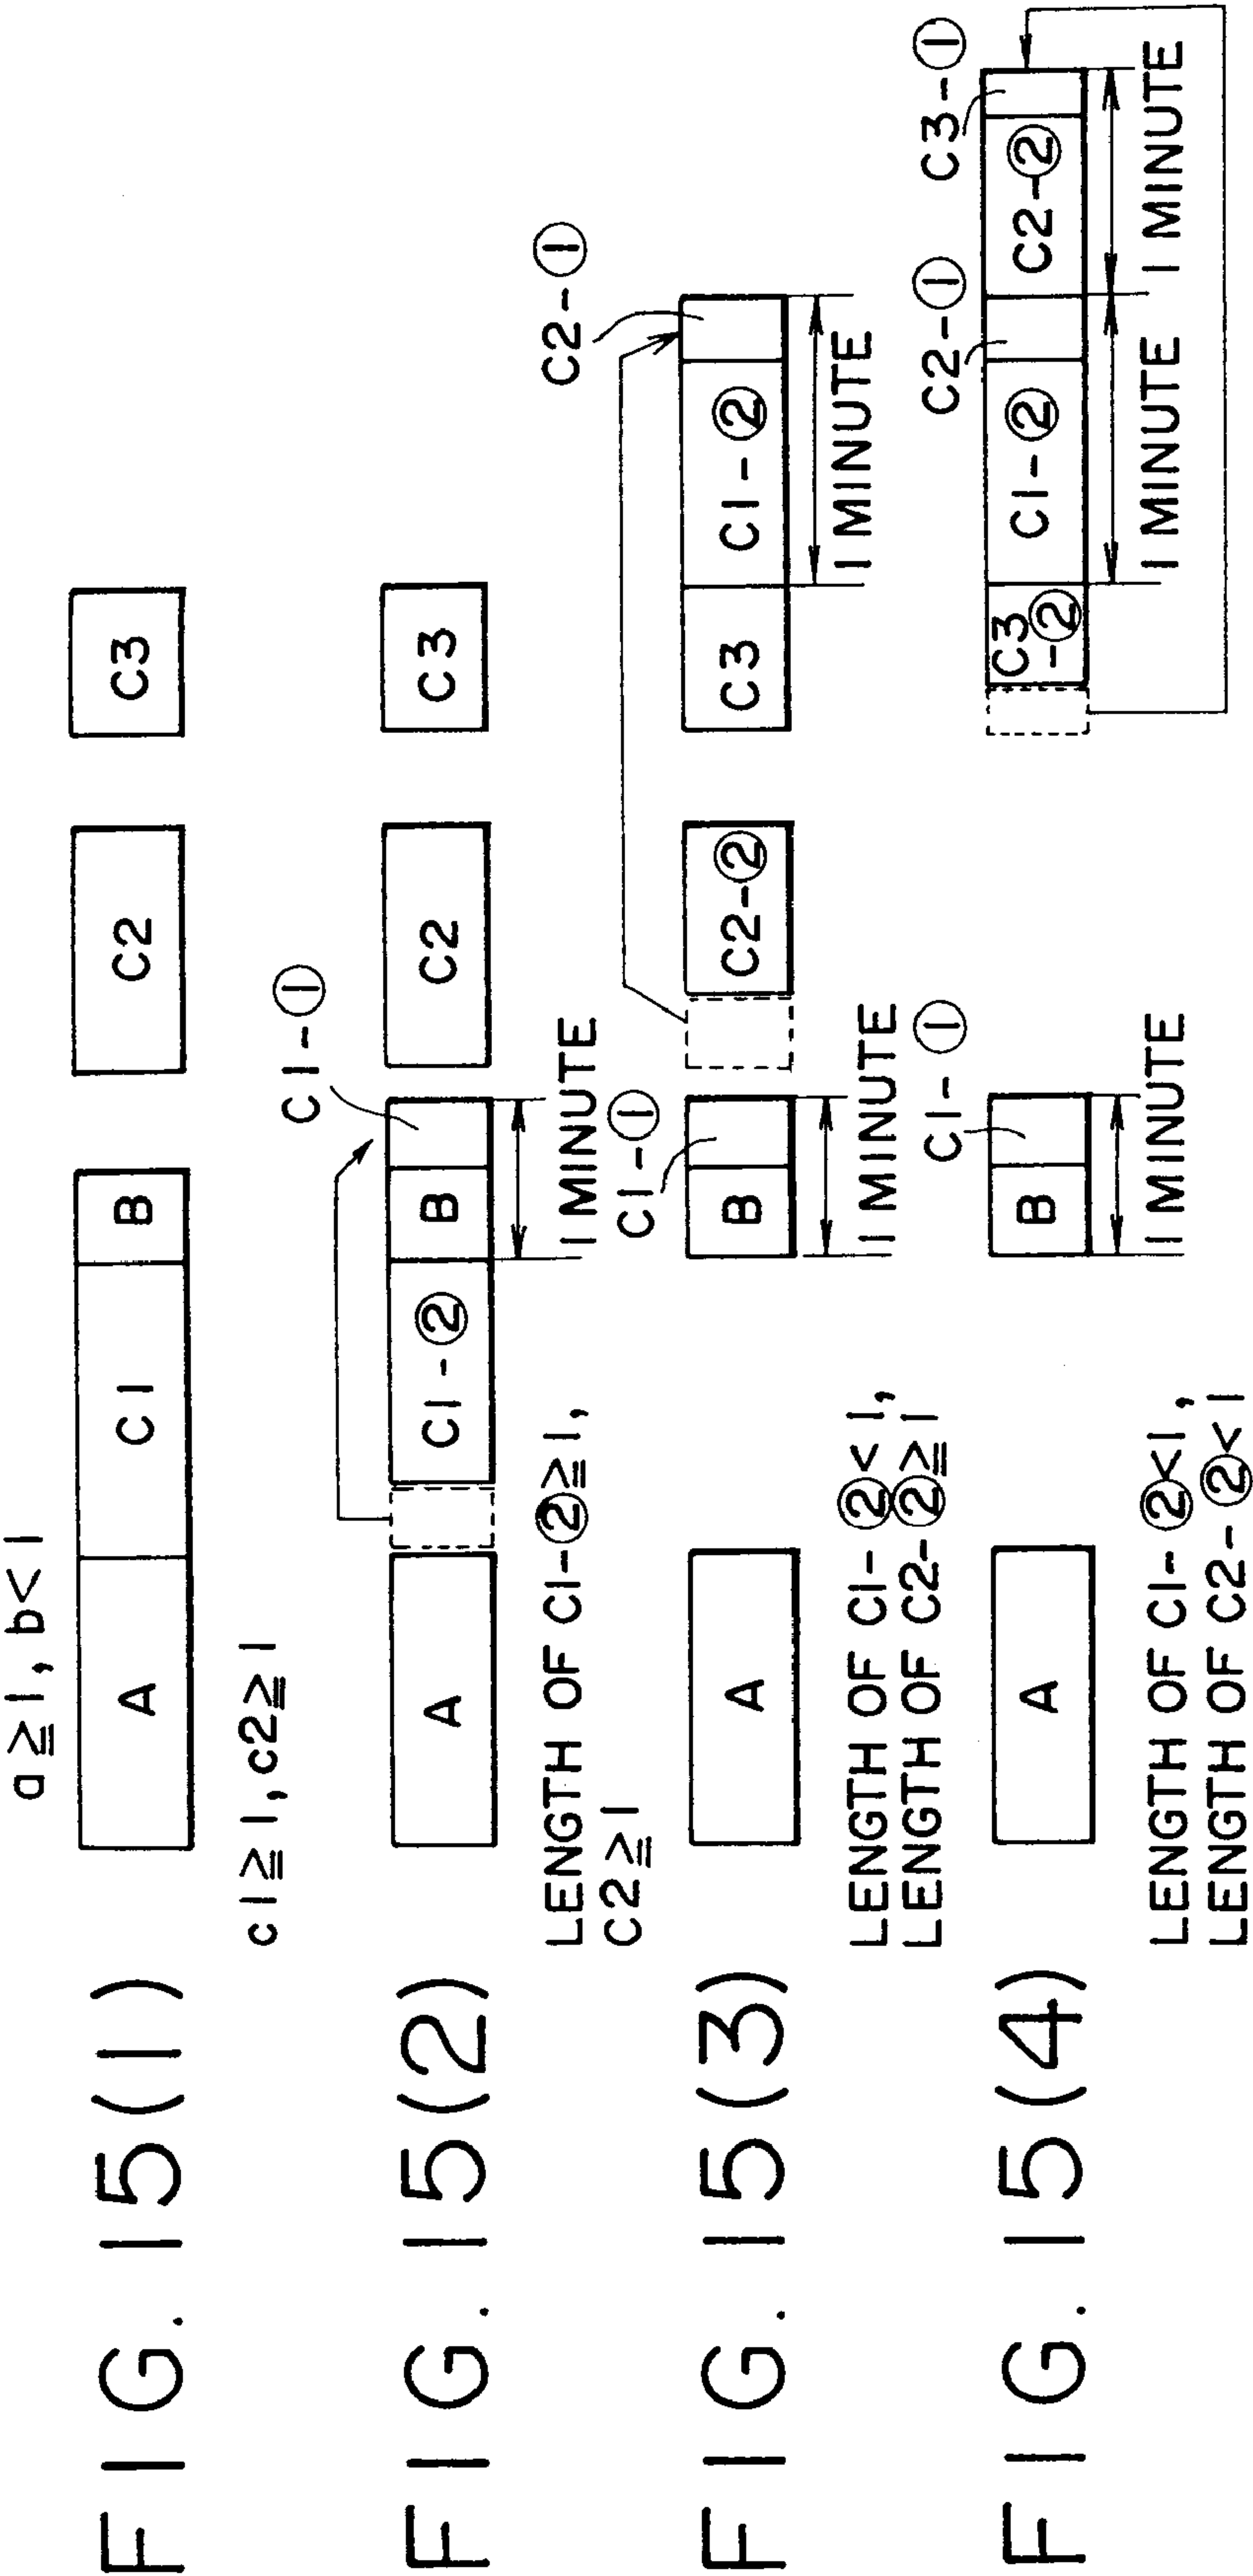 FIG. 15(1)
a≧1, b<1
A
C1
B
C2
C3
c1≧1, c2≧1
FIG. 15(2)
C1-①
A
C1-②
B
C2
C3
1 MINUTE
LENGTH OF C1-②≧1,
C2≧1
FIG. 15(3)
C2-①
C1-①
A
B
C2-②
C3
C1-②
1 MINUTE
1 MINUTE
LENGTH OF C1-②<1,
LENGTH OF C2-②≧1
FIG. 15(4)
C1-①
C2-①
C3-①
A
B
C3
-②
C1-②
C2-②
1 MINUTE
1 MINUTE
1 MINUTE
LENGTH OF C1-②<1,
LENGTH OF C2-②<1